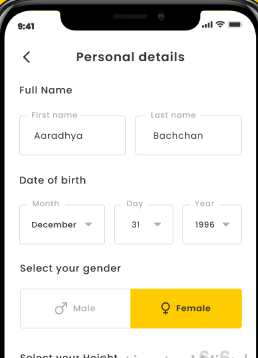 9:41
Personal details
Full Name
First name Last name
Aaradhya Bachchan
Date of birth
Month Day Year
December 31 1996
Select your gender
Male Female
Select your Height